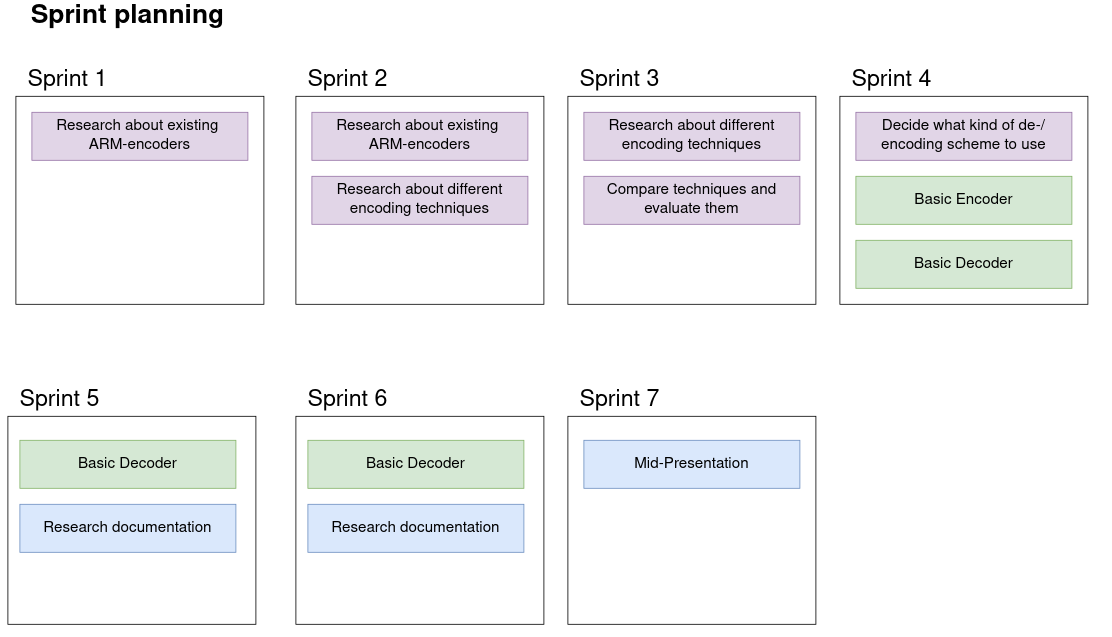 Sprint planning
Sprint 1
Research about existing
ARM-encoders
Sprint 2
Research about existing
ARM-encoders
Research about different
encoding techniques
Sprint 3
Research about different
encoding techniques
Compare techniques and
evaluate them
Sprint 4
Decide what kind of de-/
encoding scheme to use
Basic Encoder
Basic Decoder
Sprint 5
Basic Decoder
Research documentation
Sprint 6
Basic Decoder
Research documentation
Sprint 7
Mid-Presentation